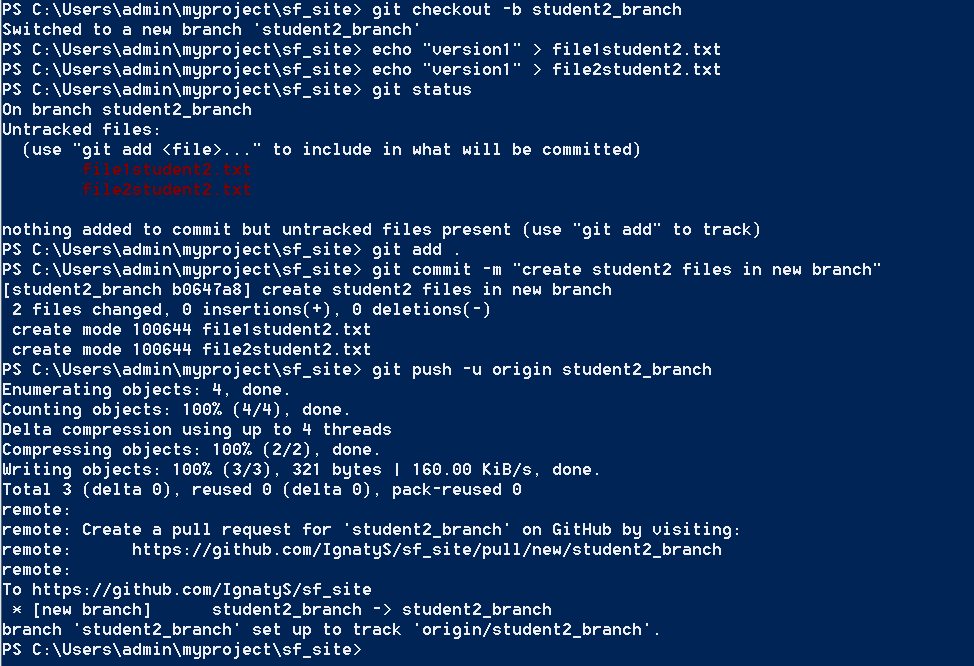 PS C:\Users\admin\myproject\sf_site> git checkout -b student2_branch
Switched to a new branch 'student2_branch'
PS C:\Users\admin\myproject\sf_site> echo "version1" > file1student2.txt
PS C:\Users\admin\myproject\sf_site> echo "version1" > file2student2.txt
PS C:\Users\admin\myproject\sf_site> git status
On branch student2_branch
Untracked files:
  (use "git add <file>..." to include in what will be committed)
        file1student2.txt
        file2student2.txt

nothing added to commit but untracked files present (use "git add" to track)
PS C:\Users\admin\myproject\sf_site> git add .
PS C:\Users\admin\myproject\sf_site> git commit -m "create student2 files in new branch"
[student2_branch b0647a8] create student2 files in new branch
 2 files changed, 0 insertions(+), 0 deletions(-)
 create mode 100644 file1student2.txt
 create mode 100644 file2student2.txt
PS C:\Users\admin\myproject\sf_site> git push -u origin student2_branch
Enumerating objects: 4, done.
Counting objects: 100% (4/4), done.
Delta compression using up to 4 threads
Compressing objects: 100% (2/2), done.
Writing objects: 100% (3/3), 321 bytes | 160.00 KiB/s, done.
Total 3 (delta 0), reused 0 (delta 0), pack-reused 0
remote:
remote: Create a pull request for 'student2_branch' on GitHub by visiting:
remote:      https://github.com/IgnatyS/sf_site/pull/new/student2_branch
remote:
To https://github.com/IgnatyS/sf_site
 * [new branch]      student2_branch -> student2_branch
branch 'student2_branch' set up to track 'origin/student2_branch'.
PS C:\Users\admin\myproject\sf_site>